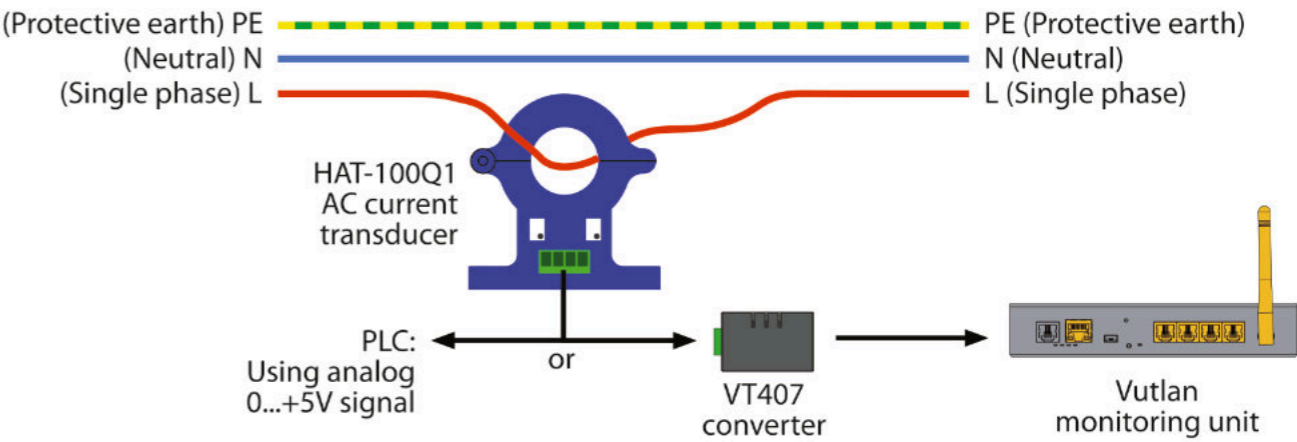 (Protective earth) PE
PE (Protective earth)
(Neutral) N
N (Neutral)
(Single phase) L
L (Single phase)
HAT-100Q1
AC current
transducer
PLC:
Using analog
0...+5V signal
or
VT407
converter
Vutlan
monitoring unit